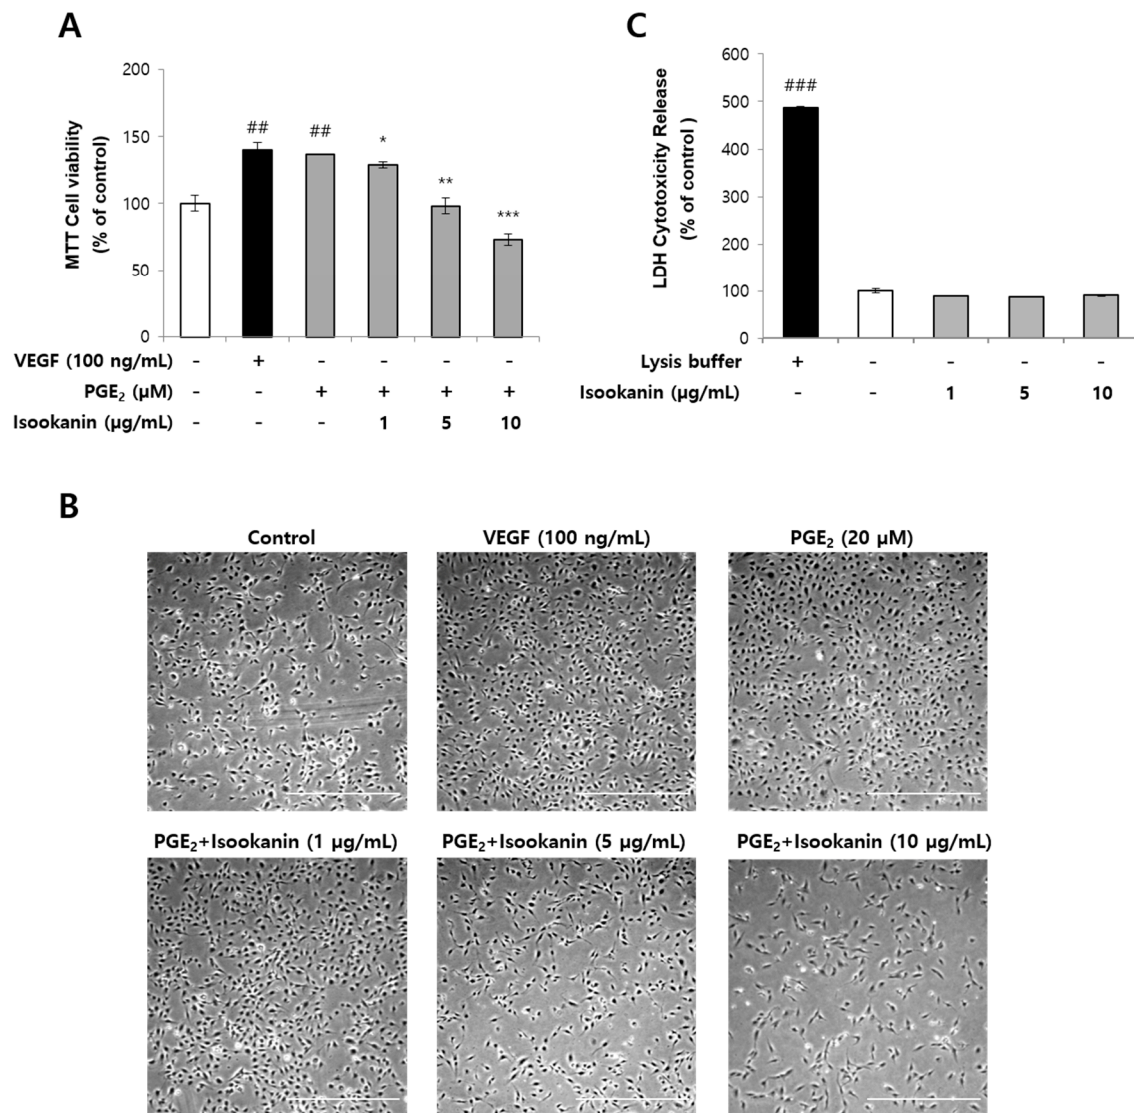 A
MTT Cell viability
(% of control)
200
150
100
50
0
## ## * ** ***
VEGF (100 ng/mL) - + - - - -
PGE₂ (μM) - - + + + +
Isookanin (μg/mL) - - - 1 5 10
C
LDH Cytotoxicity Release
(% of control)
600
500
400
300
200
100
0
###
Lysis buffer + - - - -
Isookanin (μg/mL) - - 1 5 10
B
Control VEGF (100 ng/mL) PGE₂ (20 μM)
PGE₂+Isookanin (1 μg/mL) PGE₂+Isookanin (5 μg/mL) PGE₂+Isookanin (10 μg/mL)